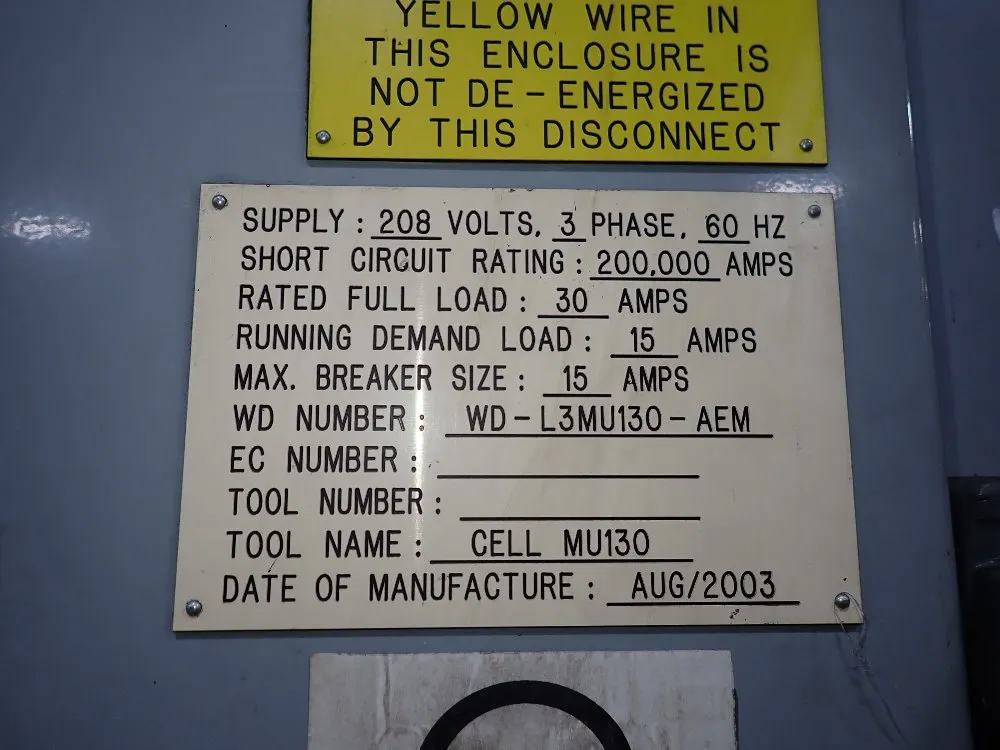 YELLOW WIRE IN
THIS ENCLOSURE IS
NOT DE-ENERGIZED
BY THIS DISCONNECT
SUPPLY: 208 VOLTS, 3 PHASE, 60 HZ
SHORT CIRCUIT RATING: 200,000 AMPS
RATED FULL LOAD: 30 AMPS
RUNNING DEMAND LOAD: 15 AMPS
MAX. BREAKER SIZE: 15 AMPS
WD NUMBER: WD-L3MU130-AEM
EC NUMBER:
TOOL NUMBER:
TOOL NAME: CELL MU130
DATE OF MANUFACTURE: AUG/2003